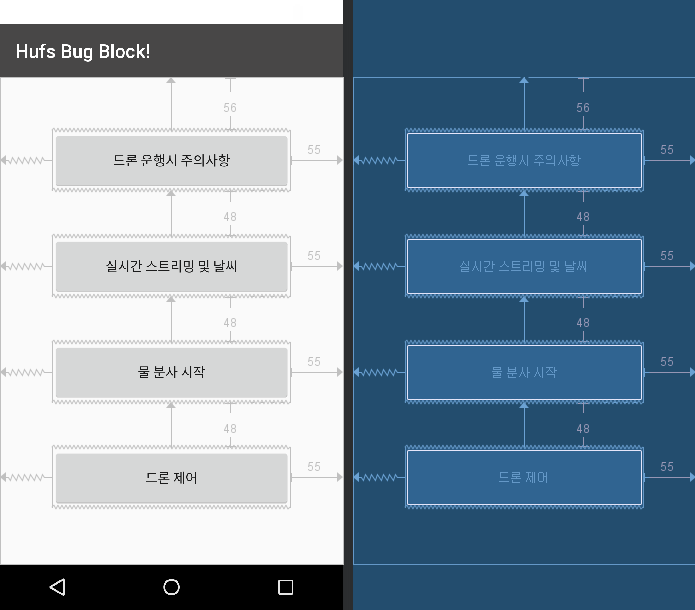 Hufs Bug Block!
56
드론 운행시 주의사항
55
48
실시간 스트리밍 및 날씨
55
48
물 분사 시작
55
48
드론 제어
55
56
드론 운행시 주의사항
55
48
실시간 스트리밍 및 날씨
55
48
물 분사 시작
55
48
드론 제어
55